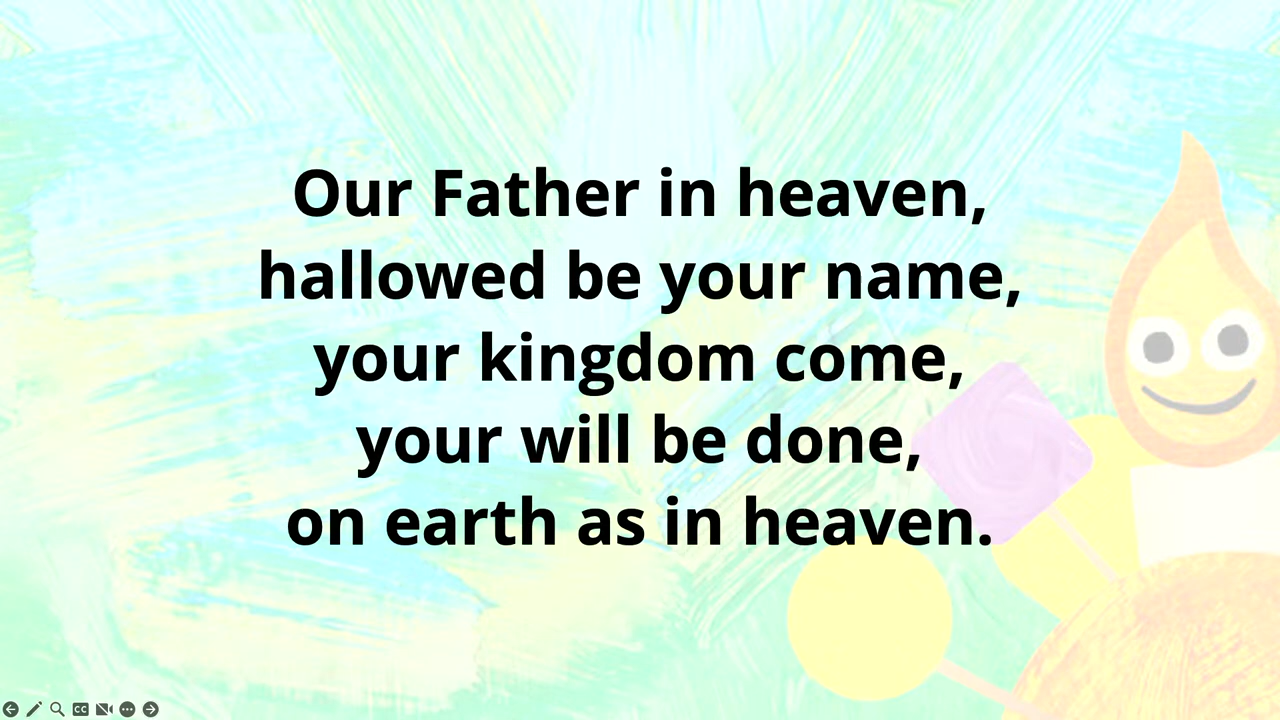 Our Father in heaven,
hallowed be your name,
your kingdom come,
your will be done,
on earth as in heaven.
CC